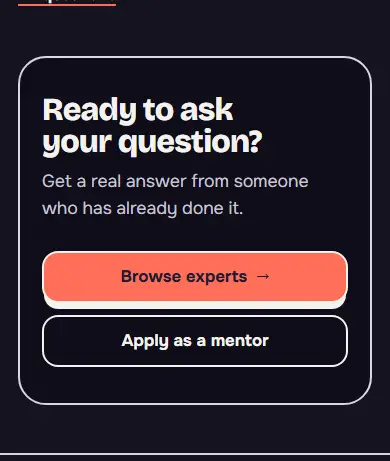 Ready to ask
your question?
Get a real answer from someone
who has already done it.
Browse experts →
Apply as a mentor